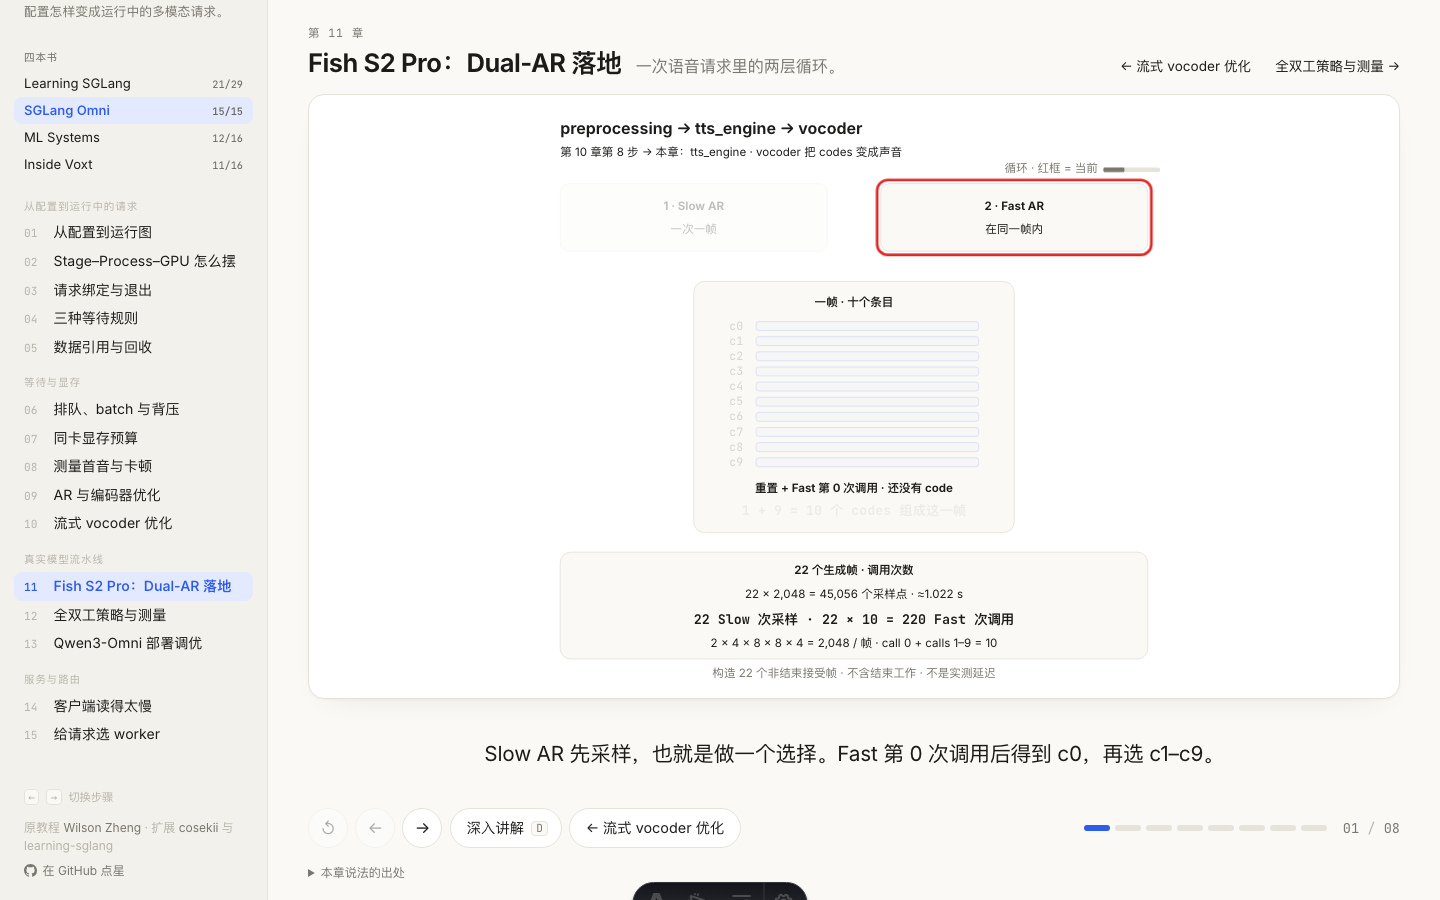 配置怎样变成运行中的多模态请求。
四本书
Learning SGLang 21/29
SGLang Omni 15/15
ML Systems 12/16
Inside Voxt 11/16
从配置到运行中的请求
01 从配置到运行图
02 Stage–Process–GPU 怎么摆
03 请求绑定与退出
04 三种等待规则
05 数据引用与回收
等待与显存
06 排队、batch 与背压
07 同卡显存预算
08 测量首音与卡顿
09 AR 与编码器优化
10 流式 vocoder 优化
真实模型流水线
11 Fish S2 Pro：Dual-AR 落地
12 全双工策略与测量
13 Qwen3-Omni 部署调优
服务与路由
14 客户端读得太慢
15 给请求选 worker
← → 切换步骤
原教程 Wilson Zheng · 扩展 cosekii 与
learning-sglang
在 GitHub 点星
第 11 章
Fish S2 Pro：Dual-AR 落地 一次语音请求里的两层循环。
← 流式 vocoder 优化 全双工策略与测量 →
preprocessing → tts_engine → vocoder
第 10 章第 8 步 → 本章：tts_engine · vocoder 把 codes 变成声音
循环 · 红框 = 当前
1 · Slow AR
一次一帧
2 · Fast AR
在同一帧内
一帧 · 十个条目
c0
c1
c2
c3
c4
c5
c6
c7
c8
c9
重置 + Fast 第 0 次调用 · 还没有 code
1 + 9 = 10 个 codes 组成这一帧
22 个生成帧 · 调用次数
22 × 2,048 = 45,056 个采样点 · ≈1.022 s
22 Slow 次采样 · 22 × 10 = 220 Fast 次调用
2 × 4 × 8 × 8 × 4 = 2,048 / 帧 · call 0 + calls 1–9 = 10
构造 22 个非结束接受帧 · 不含结束工作 · 不是实测延迟
Slow AR 先采样，也就是做一个选择。Fast 第 0 次调用后得到 c0，再选 c1–c9。
深入讲解 D
← 流式 vocoder 优化
01 / 08
本章说法的出处